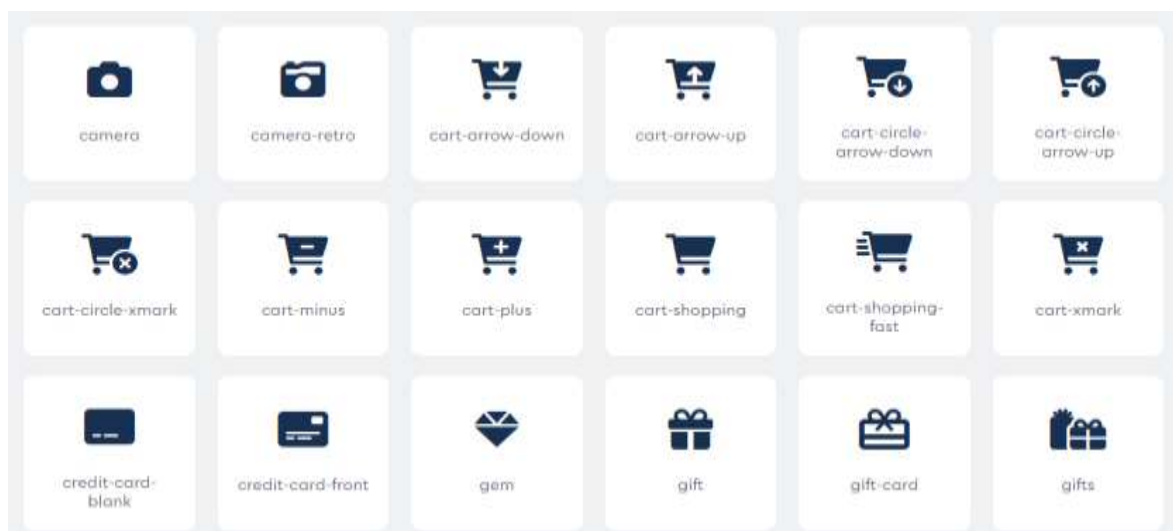 camera
camera-retro
cart-arrow-down
cart-arrow-up
cart-circle-
arrow-down
cart-circle-
arrow-up
cart-circle-xmark
cart-minus
cart-plus
cart-shopping
cart-shopping-
fast
cart-xmark
credit-card-
blank
credit-card-front
gem
gift
gift-card
gifts